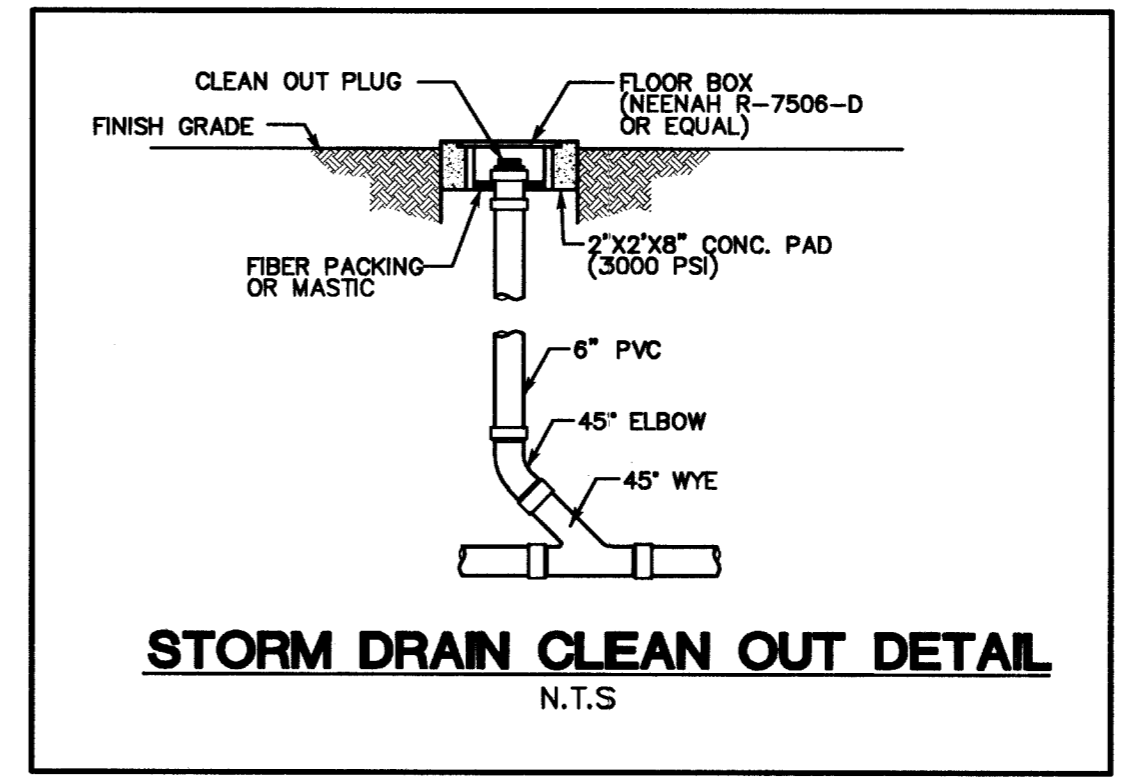 CLEAN OUT PLUG
FLOOR BOX
(NEENAH R-7506-D
OR EQUAL)
FINISH GRADE
2'X2'X8" CONC. PAD
(3000 PSI)
FIBER PACKING
OR MASTIC
6" PVC
45° ELBOW
45° WYE
STORM DRAIN CLEAN OUT DETAIL
N.T.S